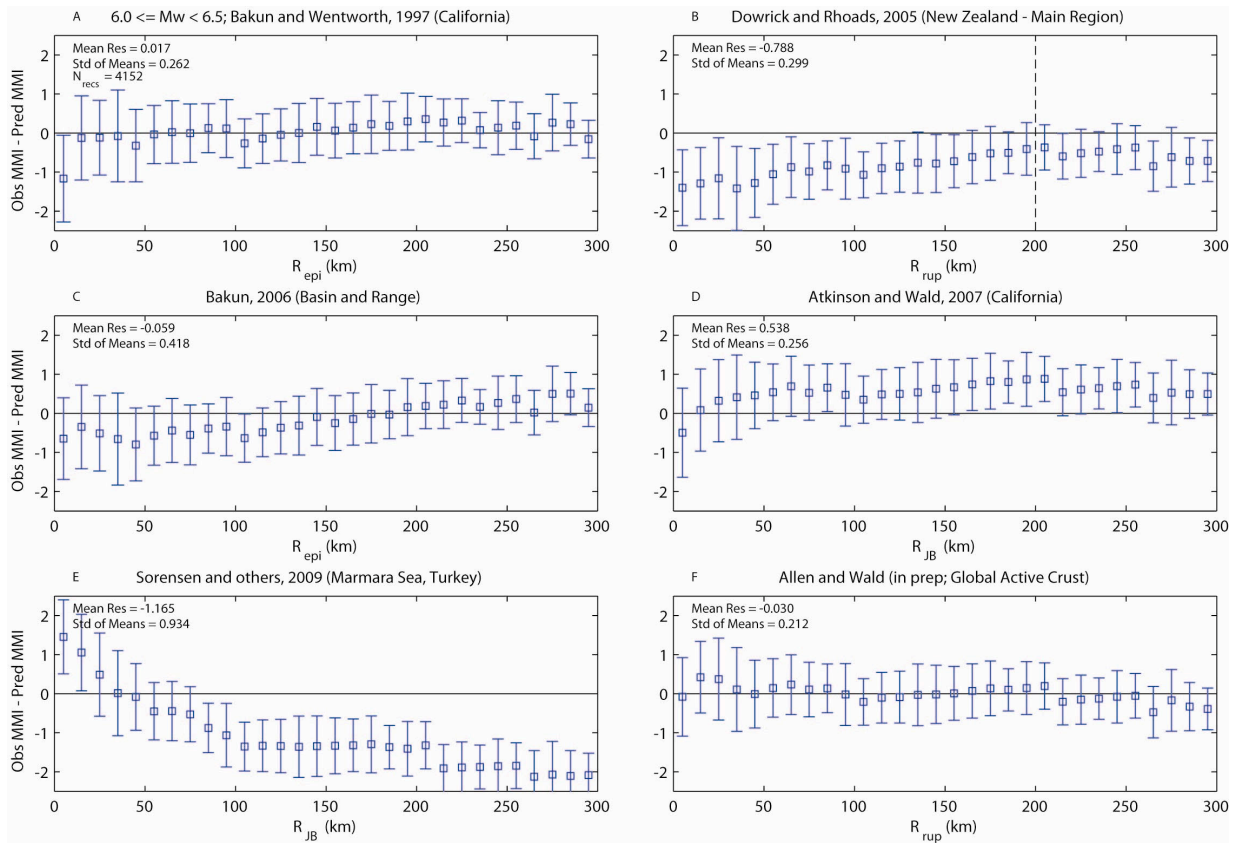 A 6.0 <= Mw < 6.5; Bakun and Wentworth, 1997 (California)
Mean Res = 0.017
Std of Means = 0.262
N recs = 4152
Obs MMI - Pred MMI
2
1
0
-1
-2
0 50 100 150 200 250 300
R epi (km)
B Dowrick and Rhoads, 2005 (New Zealand - Main Region)
Mean Res = -0.788
Std of Means = 0.299
2
1
0
-1
-2
0 50 100 150 200 250 300
R rup (km)
C Bakun, 2006 (Basin and Range)
Mean Res = -0.059
Std of Means = 0.418
Obs MMI - Pred MMI
2
1
0
-1
-2
0 50 100 150 200 250 300
R epi (km)
D Atkinson and Wald, 2007 (California)
Mean Res = 0.538
Std of Means = 0.256
2
1
0
-1
-2
0 50 100 150 200 250 300
R JB (km)
E Sorensen and others, 2009 (Marmara Sea, Turkey)
Mean Res = -1.165
Std of Means = 0.934
Obs MMI - Pred MMI
2
1
0
-1
-2
0 50 100 150 200 250 300
R JB (km)
F Allen and Wald (in prep; Global Active Crust)
Mean Res = -0.030
Std of Means = 0.212
2
1
0
-1
-2
0 50 100 150 200 250 300
R rup (km)